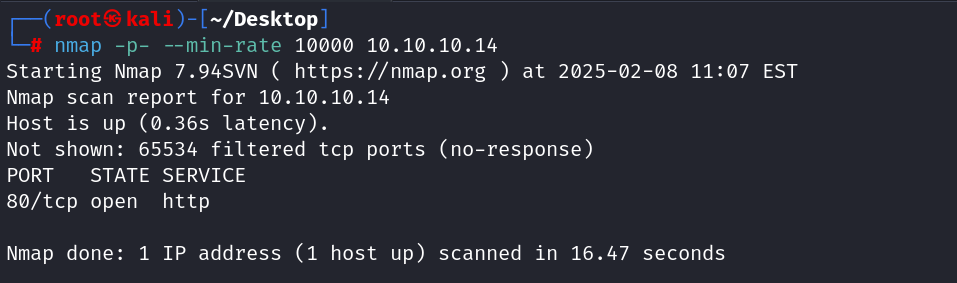 ┌──(root㉿kali)-[~/Desktop]
└─# nmap -p- --min-rate 10000 10.10.10.14
Starting Nmap 7.94SVN ( https://nmap.org ) at 2025-02-08 11:07 EST
Nmap scan report for 10.10.10.14
Host is up (0.36s latency).
Not shown: 65534 filtered tcp ports (no-response)
PORT   STATE SERVICE
80/tcp open  http
Nmap done: 1 IP address (1 host up) scanned in 16.47 seconds